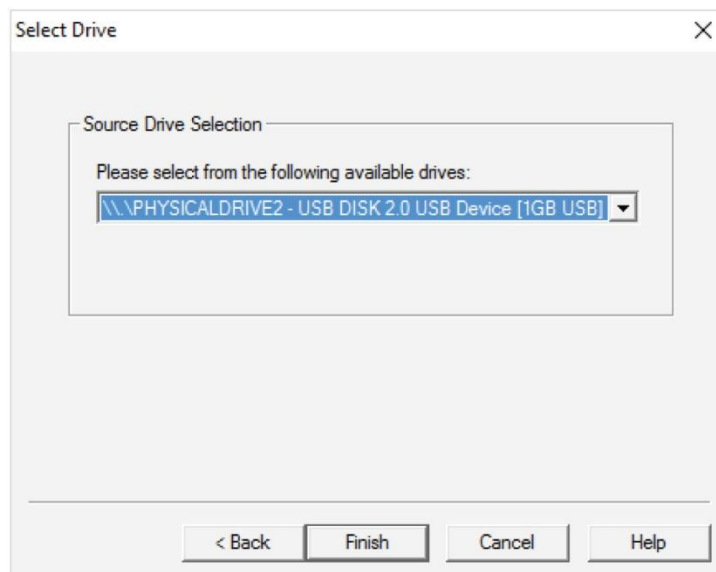 Select Drive
Source Drive Selection
Please select from the following available drives:
\\.\PHYSICALDRIVE2 - USB DISK 2.0 USB Device [1GB USB]
< Back Finish Cancel Help